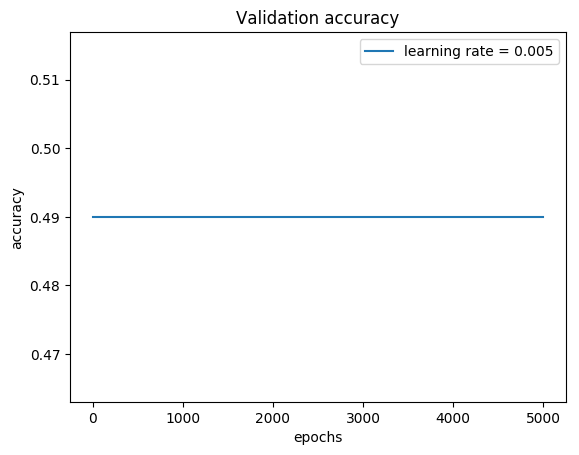 Validation accuracy
learning rate = 0.005
accuracy
0.51
0.50
0.49
0.48
0.47
0 1000 2000 3000 4000 5000
epochs